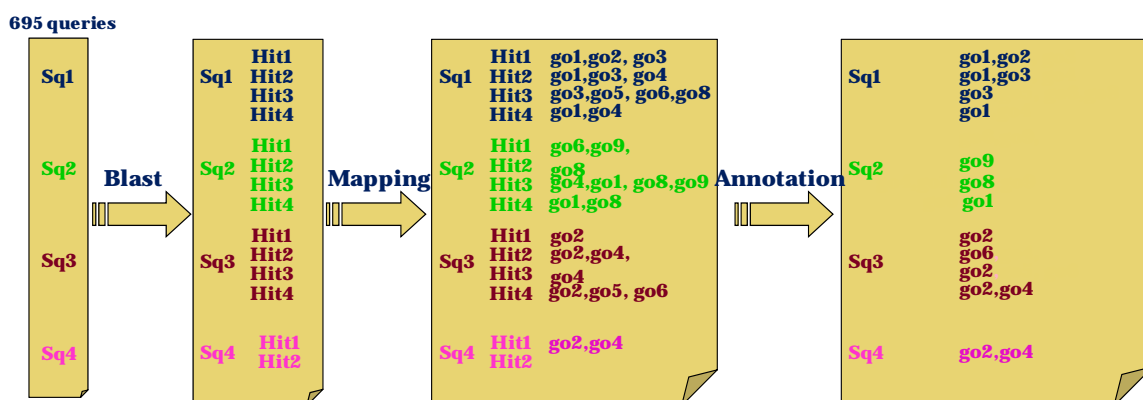 695 queries
Sq1
Sq2
Sq3
Sq4
Blast
Sq1
Hit1
Hit2
Hit3
Hit4
Sq2
Hit1
Hit2
Hit3
Hit4
Sq3
Hit1
Hit2
Hit3
Hit4
Sq4
Hit1
Hit2
Mapping
Sq1
Hit1 go1,go2, go3
Hit2 go1,go3, go4
Hit3 go3,go5, go6,go8
Hit4 go1,go4
Sq2
Hit1 go6,go9,
Hit2 go8
Hit3 go4,go1, go8,go9
Hit4 go1,go8
Sq3
Hit1 go2
Hit2 go2,go4,
Hit3 go4
Hit4 go2,go5, go6
Sq4
Hit1 go2,go4
Hit2
Annotation
Sq1
go1,go2
go1,go3
go3
go1
Sq2
go9
go8
go1
Sq3
go2
go6,
go2,
go2,go4
Sq4
go2,go4